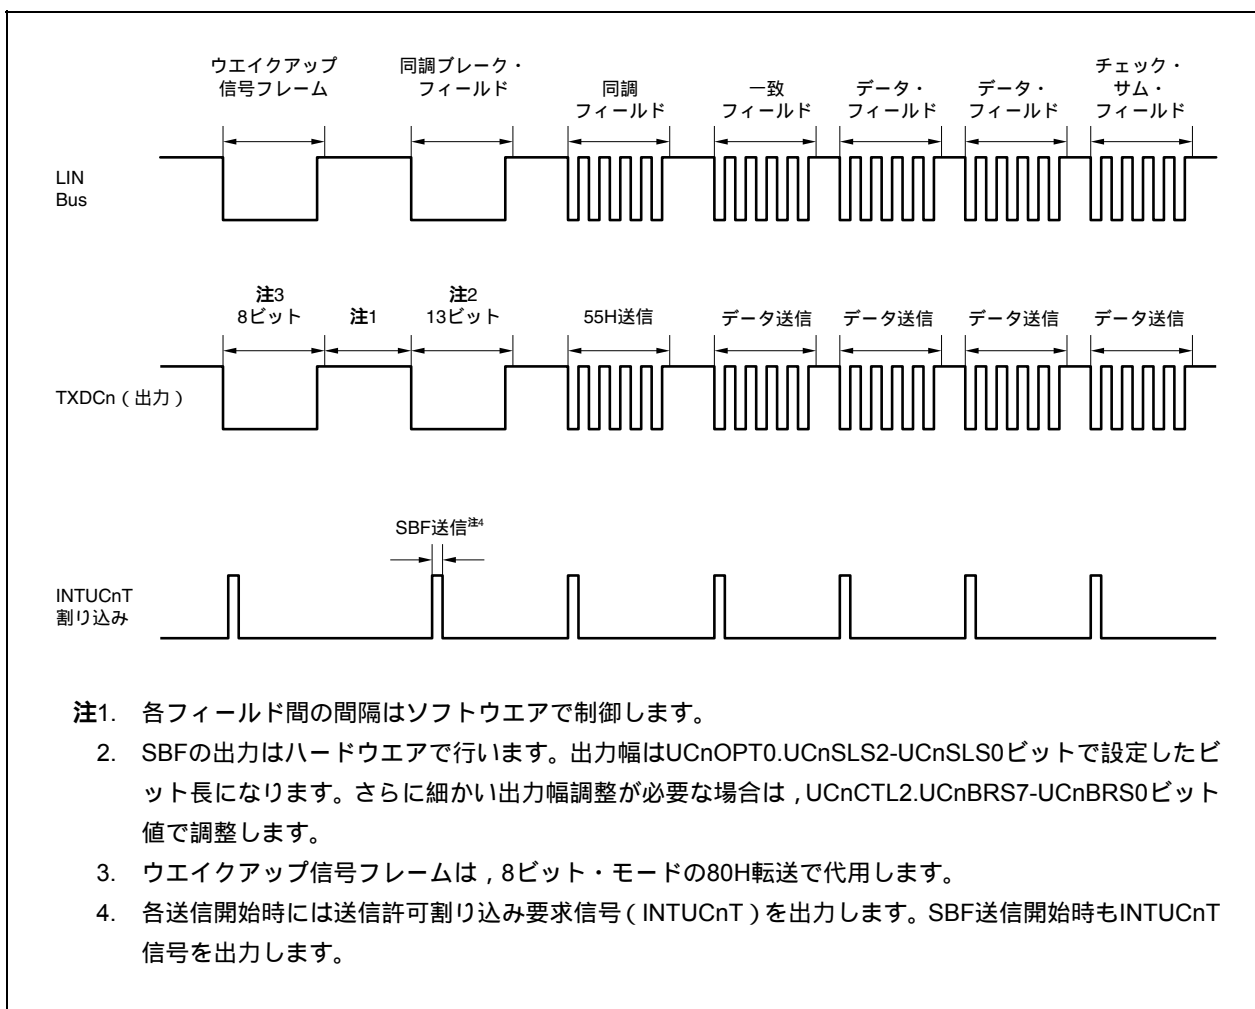 ウエイクアップ
信号フレーム
同調ブレーク・
フィールド
同調
フィールド
一致
フィールド
データ・
フィールド
データ・
フィールド
チェック・
サム・
フィールド
LIN
Bus
注3
8ビット
注1
注2
13ビット
55H送信
データ送信
データ送信
データ送信
データ送信
TXDCn(出力)
SBF送信注4
INTUCnT
割り込み
注1. 各フィールド間の間隔はソフトウエアで制御します。
2. SBFの出力はハードウエアで行います。出力幅はUCnOPT0.UCnSLS2-UCnSLS0ビットで設定したビ
ット長になります。さらに細かい出力幅調整が必要な場合は,UCnCTL2.UCnBRS7-UCnBRS0ビット
値で調整します。
3. ウエイクアップ信号フレームは,8ビット・モードの80H転送で代用します。
4. 各送信開始時には送信許可割り込み要求信号(INTUCnT)を出力します。SBF送信開始時もINTUCnT
信号を出力します。